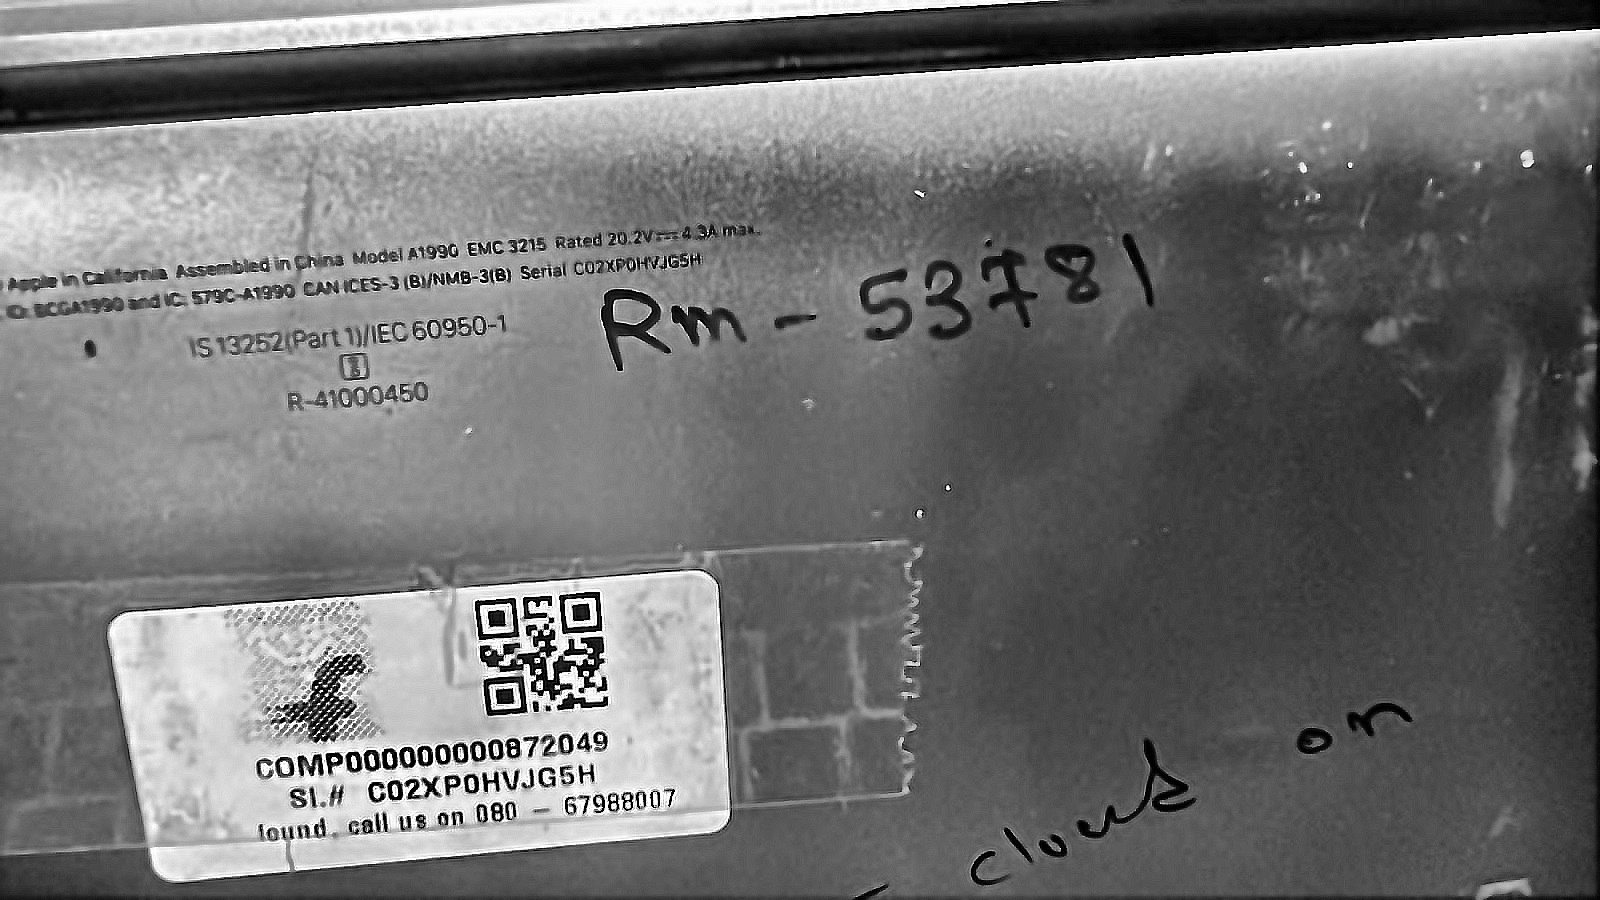 Apple in California Assembled in China Model A1990 EMC 3215 Rated 20.2V⎓4.3A max.
ID: BCGA1990 and IC: 579C-A1990 CAN ICES-3 (B)/NMB-3(B) Serial C02XP0HVJG5H
IS 13252(Part 1)/IEC 60950-1
R-41000450
Rm - 53781
COMP000000000872049
Sl.# C02XP0HVJG5H
found, call us on 080 - 67988007
- cloud on